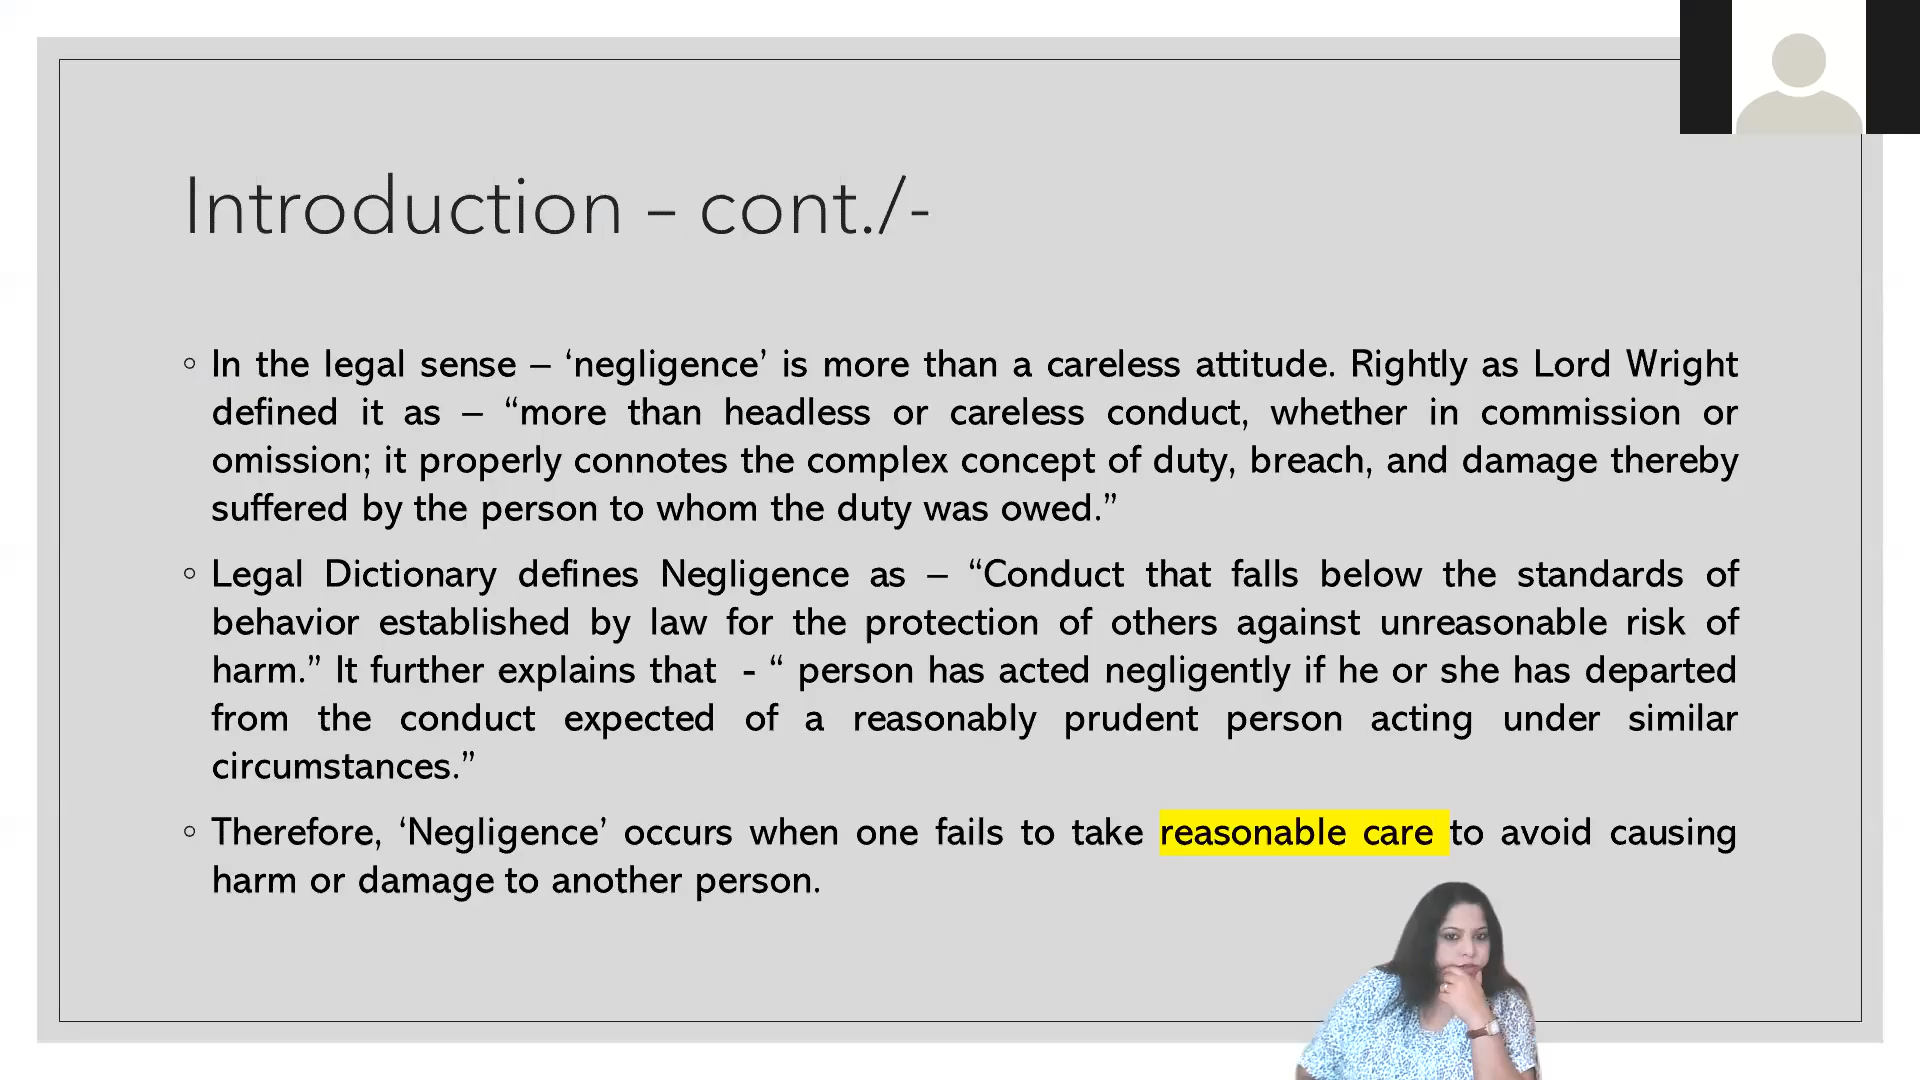 Introduction – cont./-
◦ In the legal sense – ‘negligence’ is more than a careless attitude. Rightly as Lord Wright
defined it as – “more than headless or careless conduct, whether in commission or
omission; it properly connotes the complex concept of duty, breach, and damage thereby
suffered by the person to whom the duty was owed.”
◦ Legal Dictionary defines Negligence as – “Conduct that falls below the standards of
behavior established by law for the protection of others against unreasonable risk of
harm.” It further explains that - “ person has acted negligently if he or she has departed
from the conduct expected of a reasonably prudent person acting under similar
circumstances.”
◦ Therefore, ‘Negligence’ occurs when one fails to take reasonable care to avoid causing
harm or damage to another person.